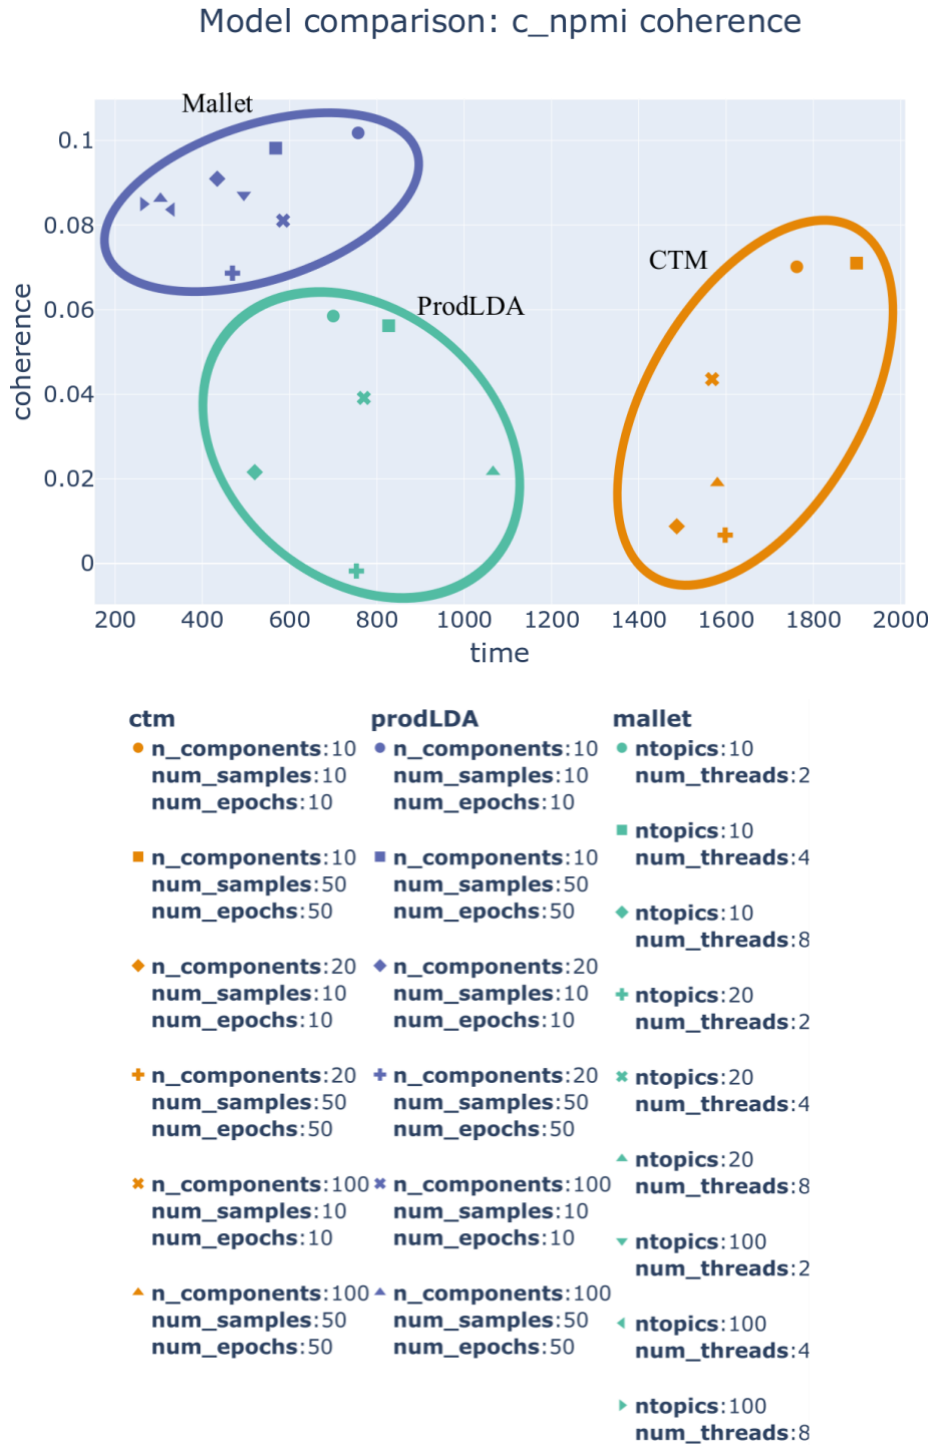 Model comparison: c_npmi coherence
Mallet
CTM
ProdLDA
coherence
0.1
0.08
0.06
0.04
0.02
0
200 400 600 800 1000 1200 1400 1600 1800 2000
time
ctm
n_components:10
num_samples:10
num_epochs:10
n_components:10
num_samples:50
num_epochs:50
n_components:20
num_samples:10
num_epochs:10
n_components:20
num_samples:50
num_epochs:50
n_components:100
num_samples:10
num_epochs:10
n_components:100
num_samples:50
num_epochs:50
prodLDA
n_components:10
num_samples:10
num_epochs:10
n_components:10
num_samples:50
num_epochs:50
n_components:20
num_samples:10
num_epochs:10
n_components:20
num_samples:50
num_epochs:50
n_components:100
num_samples:10
num_epochs:10
n_components:100
num_samples:50
num_epochs:50
mallet
ntopics:10
num_threads:2
ntopics:10
num_threads:4
ntopics:10
num_threads:8
ntopics:20
num_threads:2
ntopics:20
num_threads:4
ntopics:20
num_threads:8
ntopics:100
num_threads:2
ntopics:100
num_threads:4
ntopics:100
num_threads:8